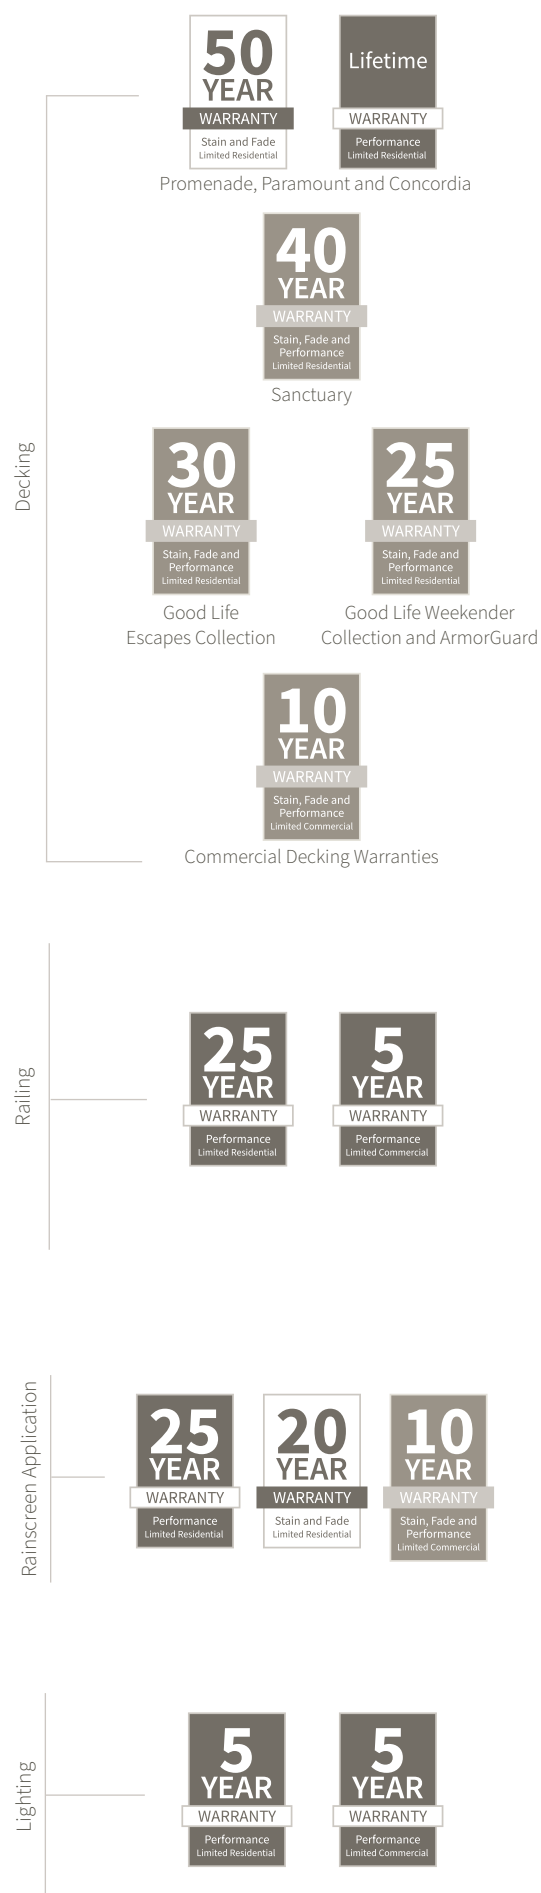 Decking
50
YEAR
WARRANTY
Stain and Fade
Limited Residential
Lifetime
WARRANTY
Performance
Limited Residential
Promenade, Paramount and Concordia
40
YEAR
WARRANTY
Stain, Fade and
Performance
Limited Residential
Sanctuary
30
YEAR
WARRANTY
Stain, Fade and
Performance
Limited Residential
Good Life
Escapes Collection
25
YEAR
WARRANTY
Stain, Fade and
Performance
Limited Residential
Good Life Weekender
Collection and ArmorGuard
10
YEAR
WARRANTY
Stain, Fade and
Performance
Limited Commercial
Commercial Decking Warranties
Railing
25
YEAR
WARRANTY
Performance
Limited Residential
5
YEAR
WARRANTY
Performance
Limited Commercial
Rainscreen Application
25
YEAR
WARRANTY
Performance
Limited Residential
20
YEAR
WARRANTY
Stain and Fade
Limited Residential
10
YEAR
WARRANTY
Stain, Fade and
Performance
Limited Commercial
Lighting
5
YEAR
WARRANTY
Performance
Limited Residential
5
YEAR
WARRANTY
Performance
Limited Commercial